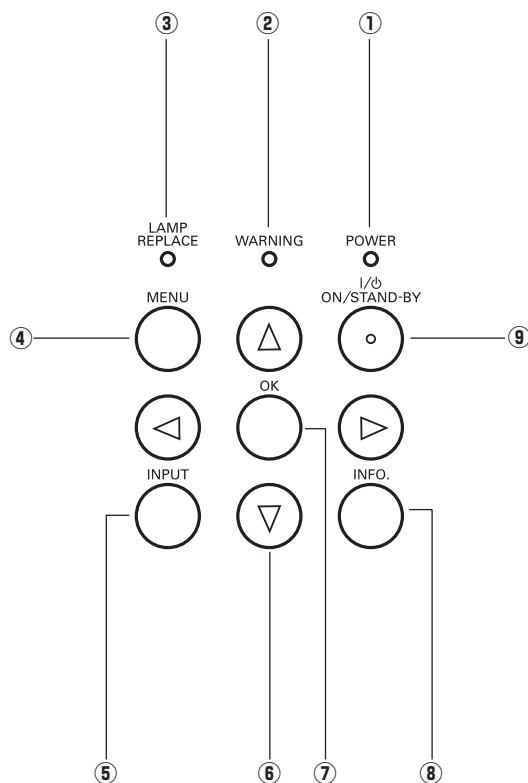 ③ ② ①
LAMP
REPLACE
WARNING
POWER
I/⏻
ON/STAND-BY
MENU
④
⑨
OK
INPUT
INFO.
⑤ ⑥ ⑦ ⑧